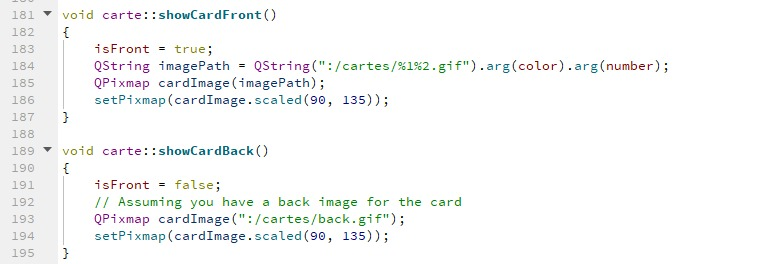 181 void carte::showCardFront()
182 {
183     isFront = true;
184     QString imagePath = QString(":/cartes/%1%2.gif").arg(color).arg(number);
185     QPixmap cardImage(imagePath);
186     setPixmap(cardImage.scaled(90, 135));
187 }
188
189 void carte::showCardBack()
190 {
191     isFront = false;
192     // Assuming you have a back image for the card
193     QPixmap cardImage(":/cartes/back.gif");
194     setPixmap(cardImage.scaled(90, 135));
195 }